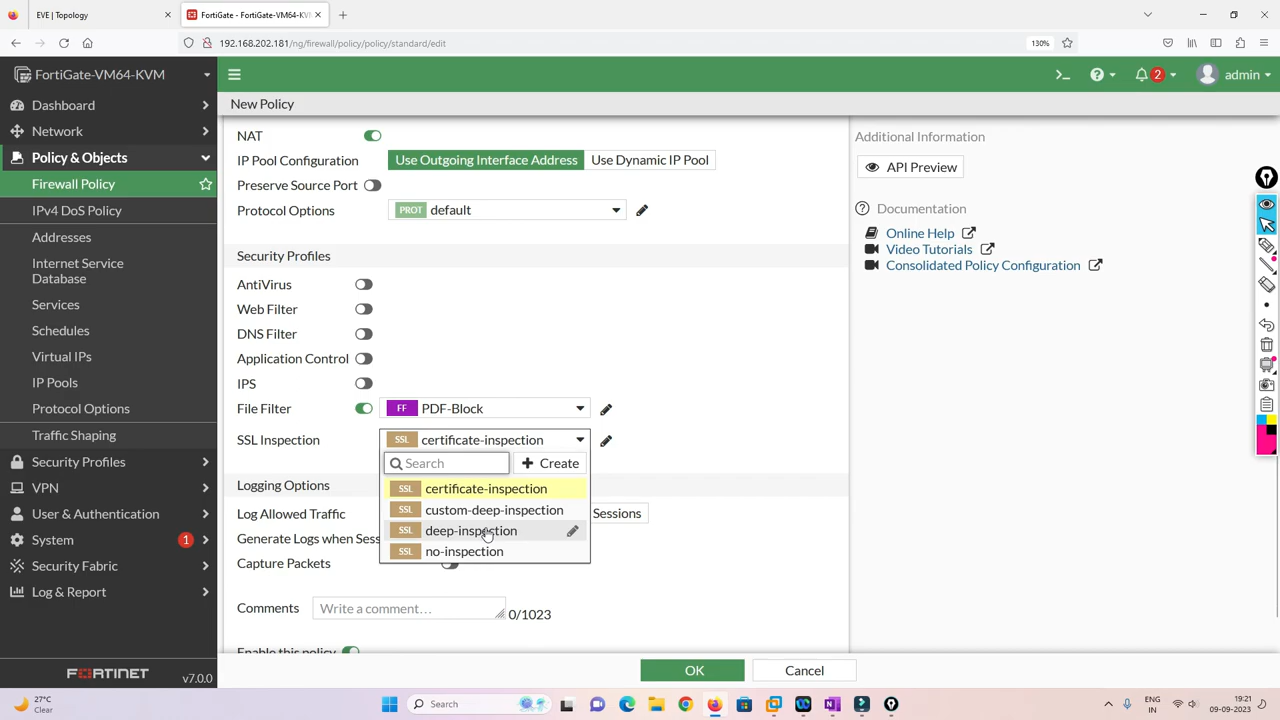 EVE | Topology
FortiGate - FortiGate-VM64-KVM
192.168.202.181/ng/firewall/policy/policy/standard/edit
130%
FortiGate-VM64-KVM
2
admin
Dashboard
Network
Policy & Objects
Firewall Policy
IPv4 DoS Policy
Addresses
Internet Service
Database
Services
Schedules
Virtual IPs
IP Pools
Protocol Options
Traffic Shaping
Security Profiles
VPN
User & Authentication
System
1
Security Fabric
Log & Report
FORTINET
v7.0.0
New Policy
NAT
IP Pool Configuration
Use Outgoing Interface Address
Use Dynamic IP Pool
Preserve Source Port
Protocol Options
PROT default
Security Profiles
AntiVirus
Web Filter
DNS Filter
Application Control
IPS
File Filter
FF PDF-Block
SSL Inspection
SSL certificate-inspection
Search
Create
SSL certificate-inspection
SSL custom-deep-inspection
SSL deep-inspection
SSL no-inspection
Logging Options
Log Allowed Traffic
Sessions
Generate Logs when Sess
Capture Packets
Comments
Write a comment...
0/1023
Enable this policy
OK
Cancel
Additional Information
API Preview
Documentation
Online Help
Video Tutorials
Consolidated Policy Configuration
27°C
Clear
Search
ENG
IN
19:21
09-09-2023